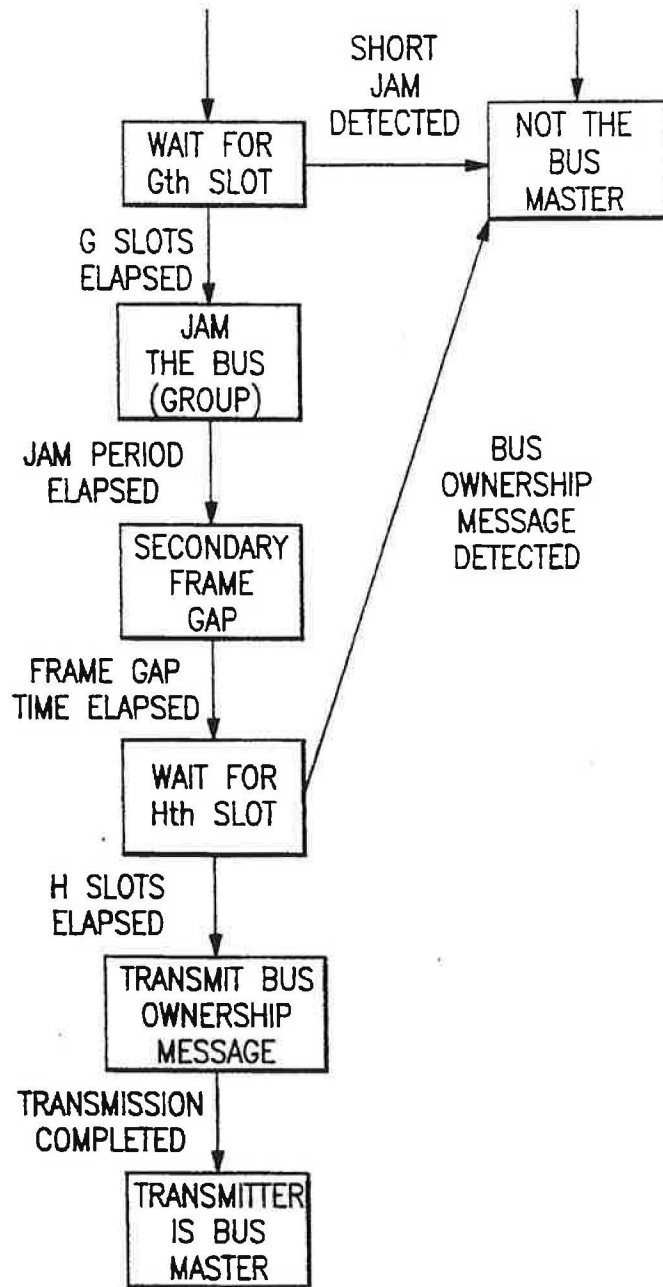 SHORT
JAM
DETECTED
WAIT FOR
Gth SLOT
NOT THE
BUS
MASTER
G SLOTS
ELAPSED
JAM
THE BUS
(GROUP)
JAM PERIOD
ELAPSED
BUS
OWNERSHIP
MESSAGE
DETECTED
SECONDARY
FRAME
GAP
FRAME GAP
TIME ELAPSED
WAIT FOR
Hth SLOT
H SLOTS
ELAPSED
TRANSMIT BUS
OWNERSHIP
MESSAGE
TRANSMISSION
COMPLETED
TRANSMITTER
IS BUS
MASTER